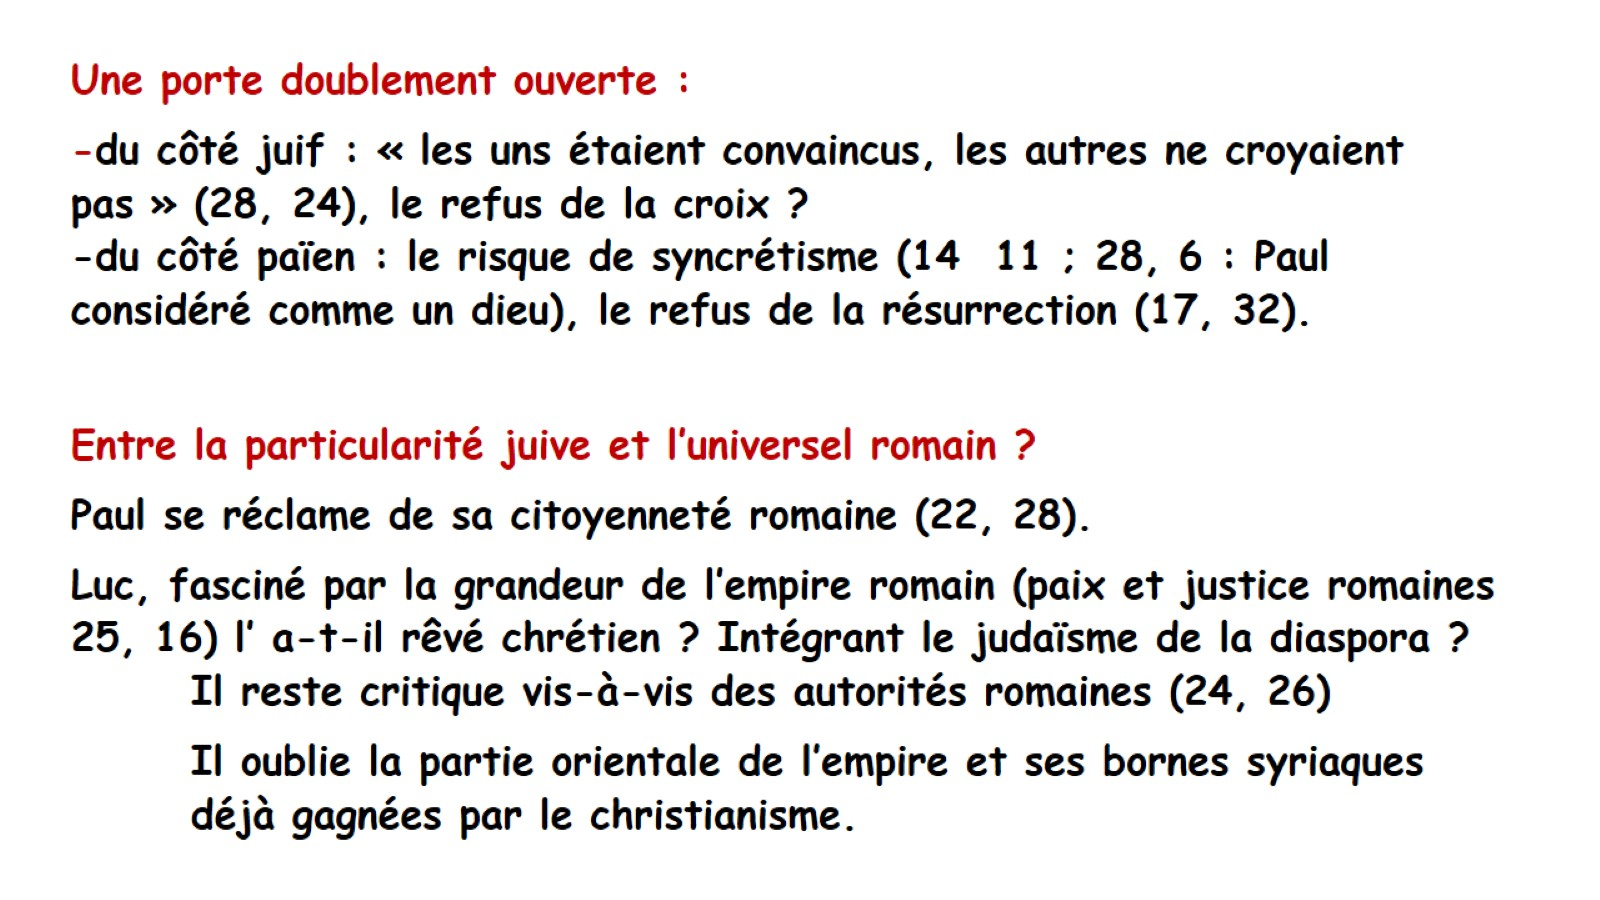 Une porte doublement ouverte :
-du côté juif : « les uns étaient convaincus, les autres ne croyaient
pas » (28, 24), le refus de la croix ?
-du côté païen : le risque de syncrétisme (14  11 ; 28, 6 : Paul
considéré comme un dieu), le refus de la résurrection (17, 32).
Entre la particularité juive et l'universel romain ?
Paul se réclame de sa citoyenneté romaine (22, 28).
Luc, fasciné par la grandeur de l'empire romain (paix et justice romaines
25, 16) l' a-t-il rêvé chrétien ? Intégrant le judaïsme de la diaspora ?
Il reste critique vis-à-vis des autorités romaines (24, 26)
Il oublie la partie orientale de l'empire et ses bornes syriaques
déjà gagnées par le christianisme.